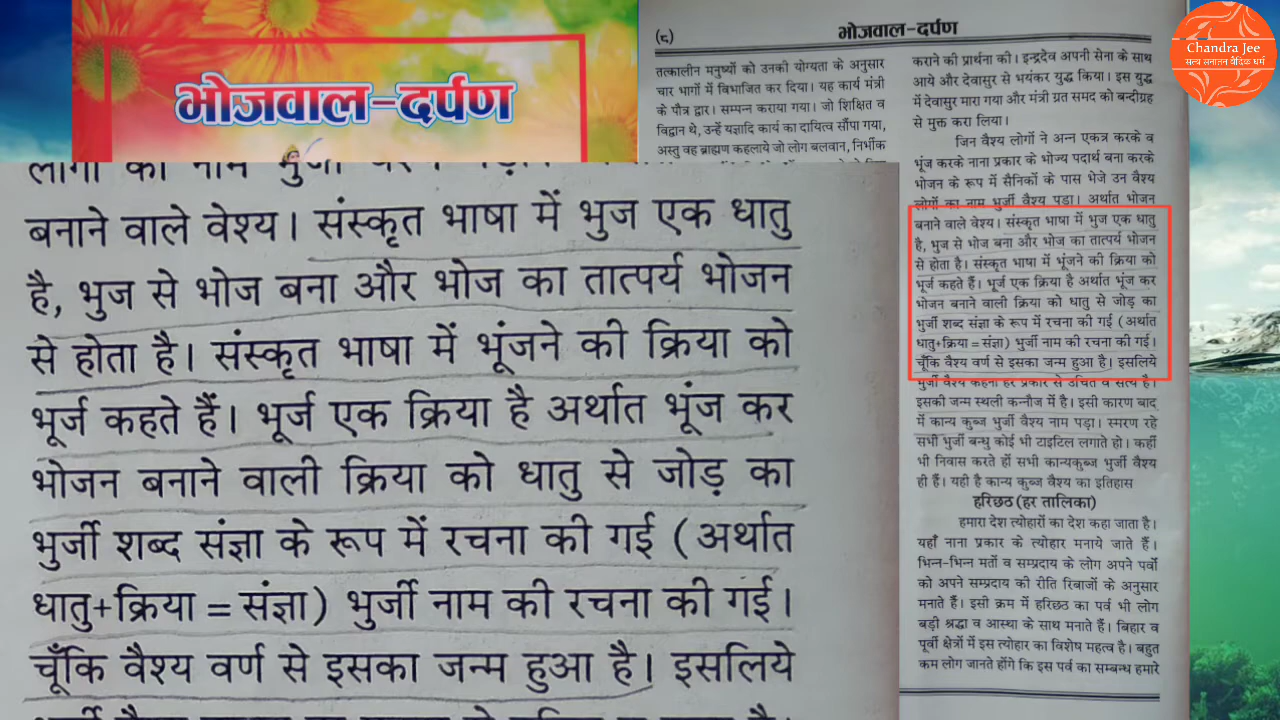 भोजवाल-दर्पण
लोगों का नाम
बनाने वाले वेश्य। संस्कृत भाषा में भुज एक धातु
है, भुज से भोज बना और भोज का तात्पर्य भोजन
से होता है। संस्कृत भाषा में भूंजने की क्रिया को
भूर्ज कहते हैं। भूर्ज एक क्रिया है अर्थात भूंज कर
भोजन बनाने वाली क्रिया को धातु से जोड़ का
भुर्जी शब्द संज्ञा के रूप में रचना की गई (अर्थात
धातु+क्रिया = संज्ञा) भुर्जी नाम की रचना की गई।
चूँकि वैश्य वर्ण से इसका जन्म हुआ है। इसलिये
(८)
भोजवाल-दर्पण
तत्कालीन मनुष्यों को उनकी योग्यता के अनुसार
चार भागों में विभाजित कर दिया। यह कार्य मंत्री
के पौत्र द्वार। सम्पन्न कराया गया। जो शिक्षित व
विद्वान थे, उन्हें यज्ञादि कार्य का दायित्व सौंपा गया,
अस्तु वह ब्राह्मण कहलाये जो लोग बलवान, निर्भीक
कराने की प्रार्थना की। इन्द्रदेव अपनी सेना के साथ
आये और देवासुर से भयंकर युद्ध किया। इस युद्ध
में देवासुर मारा गया और मंत्री ग्रत समद को बन्दीग्रह
से मुक्त करा लिया।
जिन वैश्य लोगों ने अन्न एकत्र करके व
भूंज करके नाना प्रकार के भोज्य पदार्थ बना करके
भोजन के रूप में सैनिकों के पास भेजे उन वैश्य
लोगों का नाम भुर्जी वैश्य पड़ा। अर्थात भोजन
बनाने वाले वेश्य। संस्कृत भाषा में भुज एक धातु
है, भुज से भोज बना और भोज का तात्पर्य भोजन
से होता है। संस्कृत भाषा में भूंजने की क्रिया को
भूर्ज कहते हैं। भूर्ज एक क्रिया है अर्थात भूंज कर
भोजन बनाने वाली क्रिया को धातु से जोड़ का
भुर्जी शब्द संज्ञा के रूप में रचना की गई (अर्थात
धातु+क्रिया = संज्ञा) भुर्जी नाम की रचना की गई।
चूँकि वैश्य वर्ण से इसका जन्म हुआ है। इसलिये
भुर्जी वैश्य कहना हर प्रकार से उचित व सत्य है।
इसकी जन्म स्थली कन्नौज में है। इसी कारण बाद
में कान्य कुब्ज भुर्जी वैश्य नाम पड़ा। स्मरण रहे
सभी भुर्जी बन्धु कोई भी टाइटिल लगाते हो। कहीं
भी निवास करते हों सभी कान्यकुब्ज भुर्जी वैश्य
ही हैं। यही है कान्य कुब्ज वैश्य का इतिहास
हरिछठ (हर तालिका)
हमारा देश त्योहारों का देश कहा जाता है।
यहाँ नाना प्रकार के त्योहार मनाये जाते हैं।
भिन्न-भिन्न मतों व सम्प्रदाय के लोग अपने पर्वो
को अपने सम्प्रदाय की रीति रिबाजों के अनुसार
मनाते हैं। इसी क्रम में हरिछठ का पर्व भी लोग
बड़ी श्रद्धा व आस्था के साथ मनाते हैं। बिहार व
पूर्वी क्षेत्रों में इस त्योहार का विशेष महत्व है। बहुत
कम लोग जानते होंगे कि इस पर्व का सम्बन्ध हमारे
Chandra Jee
सत्य सनातन वैदिक धर्म